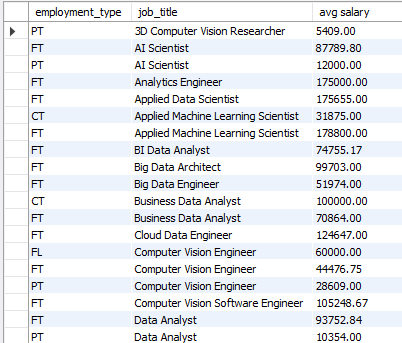 employment_type job_title avg salary
PT 3D Computer Vision Researcher 5409.00
FT AI Scientist 87789.80
PT AI Scientist 12000.00
FT Analytics Engineer 175000.00
FT Applied Data Scientist 175655.00
CT Applied Machine Learning Scientist 31875.00
FT Applied Machine Learning Scientist 178800.00
FT BI Data Analyst 74755.17
FT Big Data Architect 99703.00
FT Big Data Engineer 51974.00
CT Business Data Analyst 100000.00
FT Business Data Analyst 70864.00
FT Cloud Data Engineer 124647.00
FL Computer Vision Engineer 60000.00
FT Computer Vision Engineer 44476.75
PT Computer Vision Engineer 28609.00
FT Computer Vision Software Engineer 105248.67
FT Data Analyst 93752.84
PT Data Analyst 10354.00